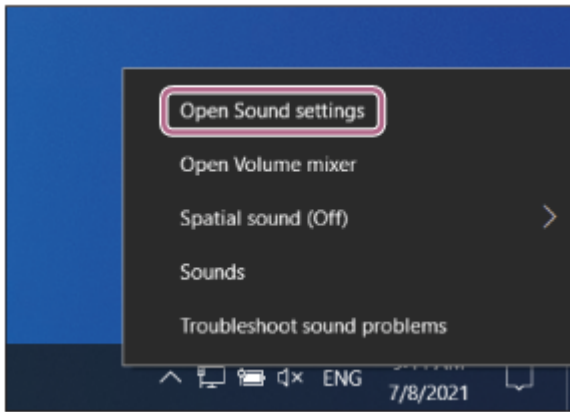 Open Sound settings
Open Volume mixer
Spatial sound (Off)
Sounds
Troubleshoot sound problems
ENG
7/8/2021